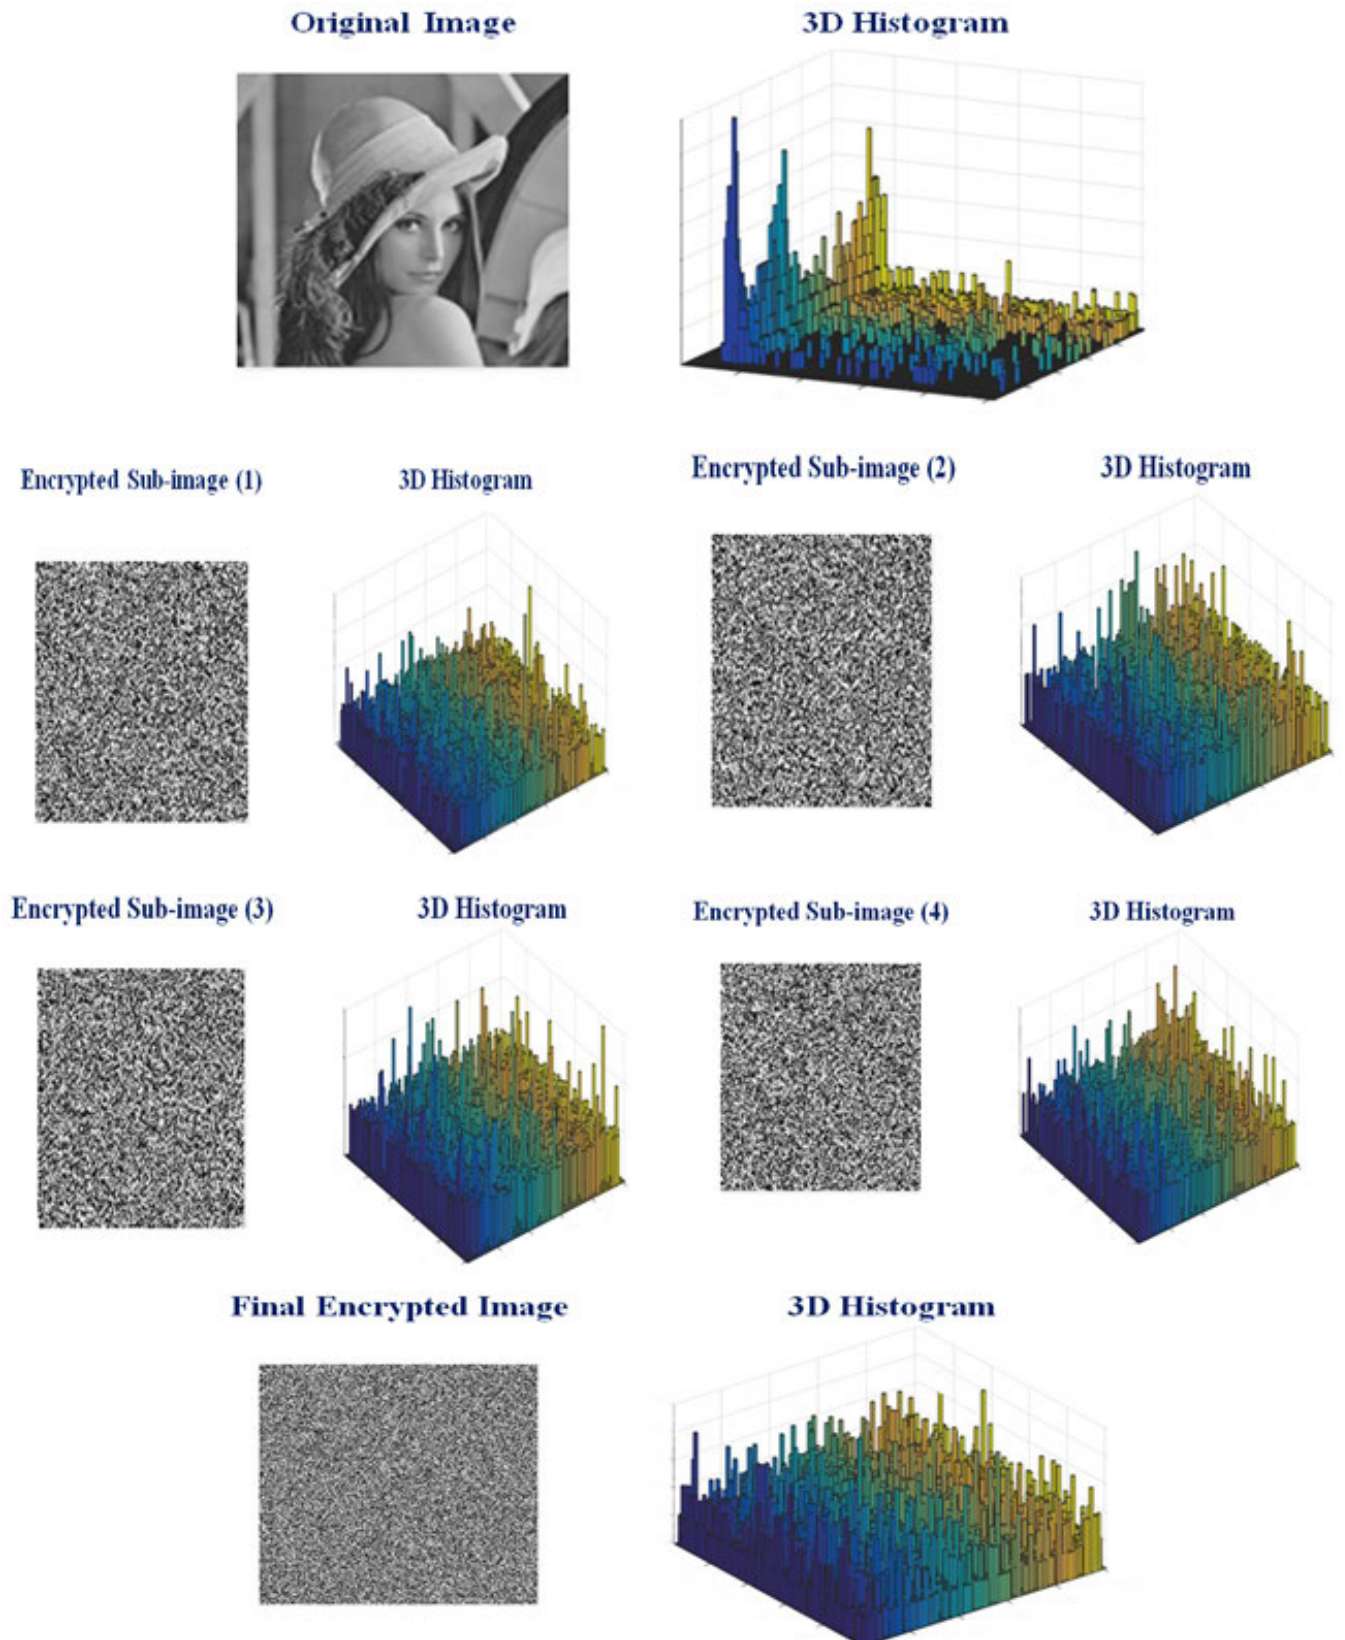 Original Image
3D Histogram
Encrypted Sub-image (1)
3D Histogram
Encrypted Sub-image (2)
3D Histogram
Encrypted Sub-image (3)
3D Histogram
Encrypted Sub-image (4)
3D Histogram
Final Encrypted Image
3D Histogram